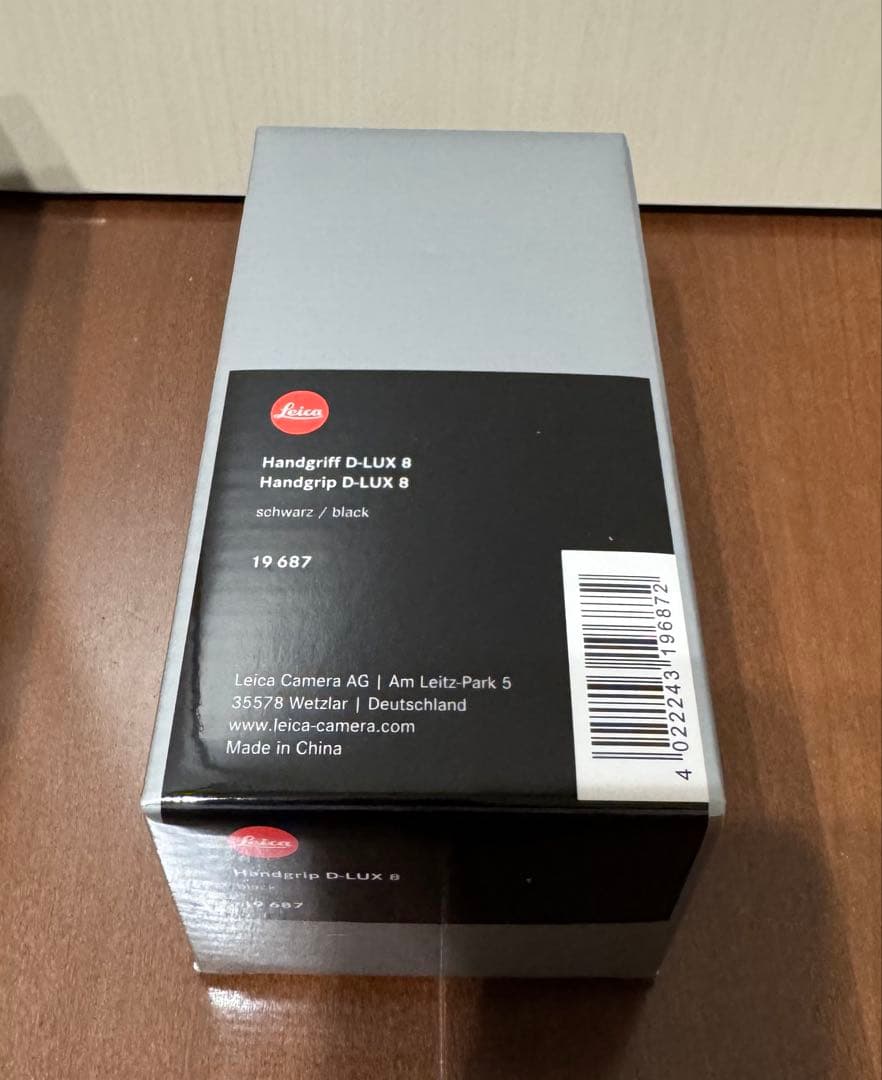 Leica
Handgriff D-LUX 8
Handgrip D-LUX 8
schwarz / black
19 687
Leica Camera AG | Am Leitz-Park 5
35578 Wetzlar | Deutschland
www.leica-camera.com
Made in China
4 022243 196872
Leica
Handgrip D-LUX 8
black
19 687